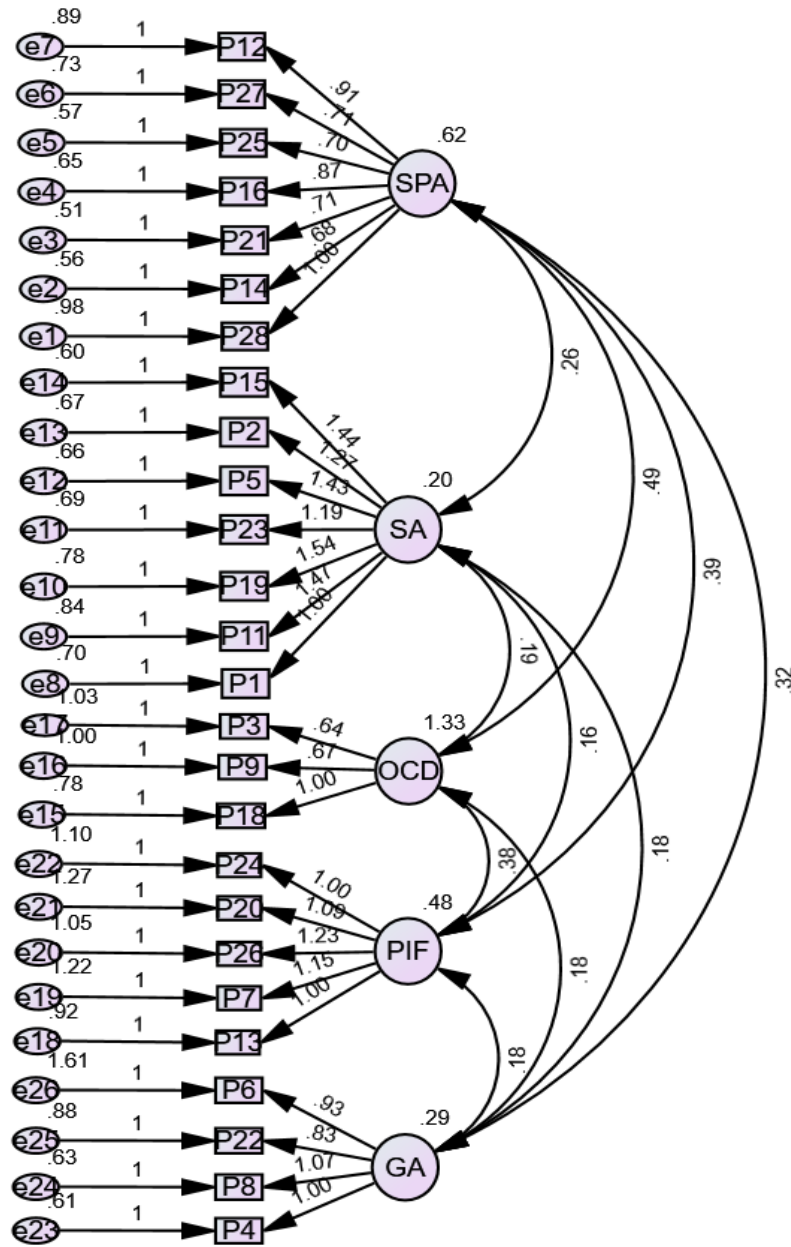 .89
e7 1 P12
.73
e6 1 P27
.57
e5 1 P25
.65
e4 1 P16
.51
e3 1 P21
.56
e2 1 P14
.98
e1 1 P28
.91
.71
.70
.87
.71
.68
1.00
.62
SPA
.60
e14 1 P15
.67
e13 1 P2
.66
e12 1 P5
.69
e11 1 P23
.78
e10 1 P19
.84
e9 1 P11
.70
e8 1 P1
1.44
1.27
1.43
1.19
1.54
1.47
1.00
.20
SA
1.03
e17 1 P3
1.00
e16 1 P9
.78
e15 1 P18
.64
.67
1.00
1.33
OCD
1.10
e22 1 P24
1.27
e21 1 P20
1.05
e20 1 P26
1.22
e19 1 P7
.92
e18 1 P13
1.00
1.09
1.23
1.15
1.00
.48
PIF
1.61
e26 1 P6
.88
e25 1 P22
.63
e24 1 P8
.61
e23 1 P4
.93
.83
1.07
1.00
.29
GA
.26
.49
.39
.32
.19
.16
.18
.38
.18
.18